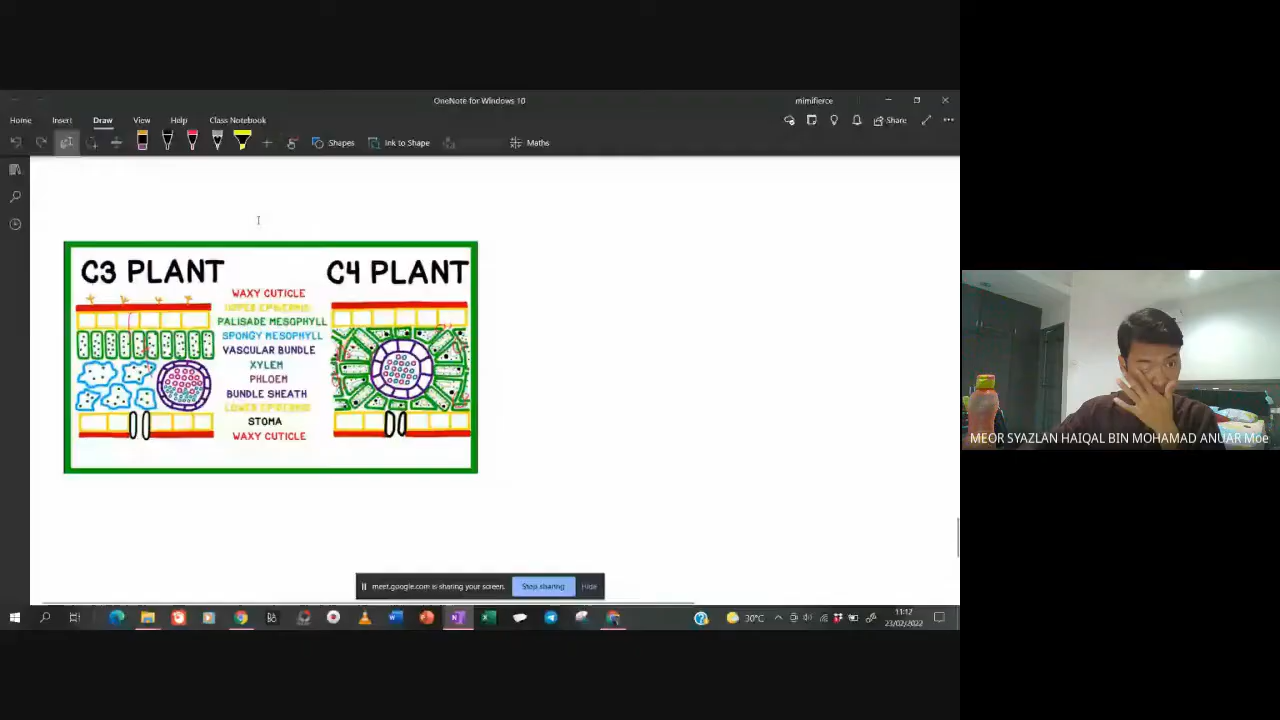 OneNote for Windows 10
mimifierce
Home Insert Draw View Help Class Notebook
Share
Shapes Ink to Shape Maths
C3 PLANT
C4 PLANT
WAXY CUTICLE
UPPER EPIDERMIS
PALISADE MESOPHYLL
SPONGY MESOPHYLL
VASCULAR BUNDLE
XYLEM
PHLOEM
BUNDLE SHEATH
LOWER EPIDERMIS
STOMA
WAXY CUTICLE
MEOR SYAZLAN HAIQAL BIN MOHAMAD ANUAR Moe
meet.google.com is sharing your screen.
Stop sharing
Hide
30°C
11:12
23/02/2022